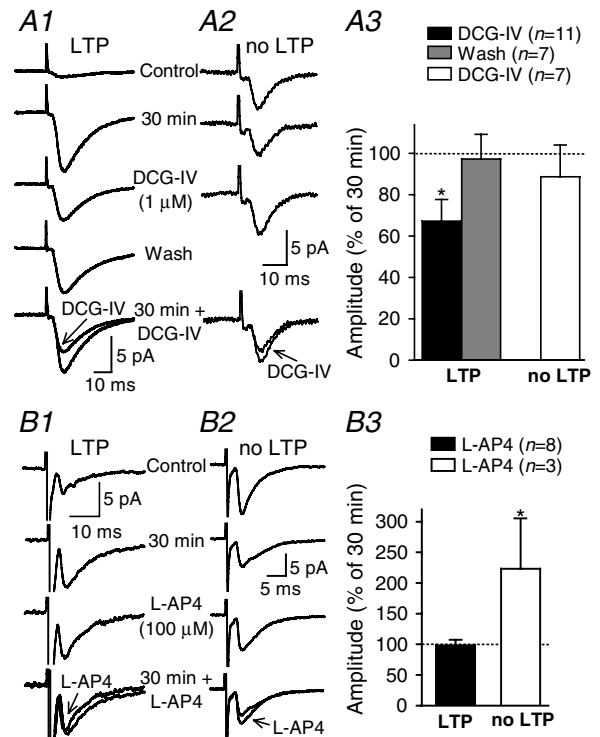 A1
LTP
A2
no LTP
A3
DCG-IV (n=11)
Wash (n=7)
DCG-IV (n=7)
Control
30 min
DCG-IV
(1 μM)
Wash
5 pA
10 ms
DCG-IV
30 min +
DCG-IV
5 pA
10 ms
DCG-IV
Amplitude (% of 30 min)
100
80
60
40
20
0
*
LTP
no LTP
B1
LTP
B2
no LTP
B3
L-AP4 (n=8)
L-AP4 (n=3)
Control
5 pA
10 ms
30 min
5 pA
5 ms
L-AP4
(100 μM)
L-AP4
30 min +
L-AP4
L-AP4
Amplitude (% of 30 min)
300
250
200
150
100
50
0
*
LTP
no LTP